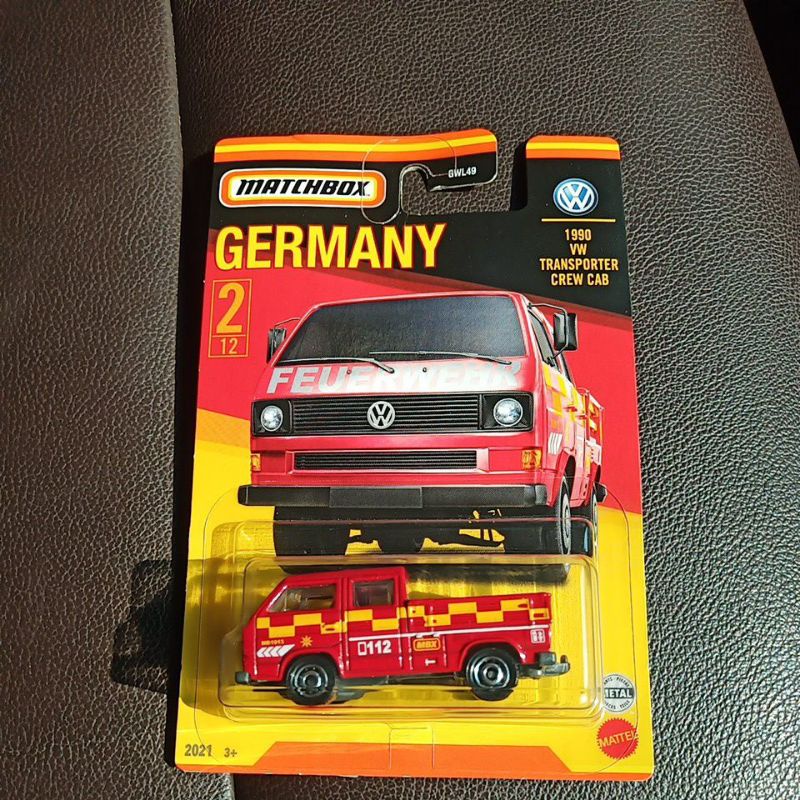 MATCHBOX
GWL49
GERMANY
2
12
1990
VW
TRANSPORTER
CREW CAB
FEUERWEHR
112
MBX
METAL
MATTEL
2021 3+